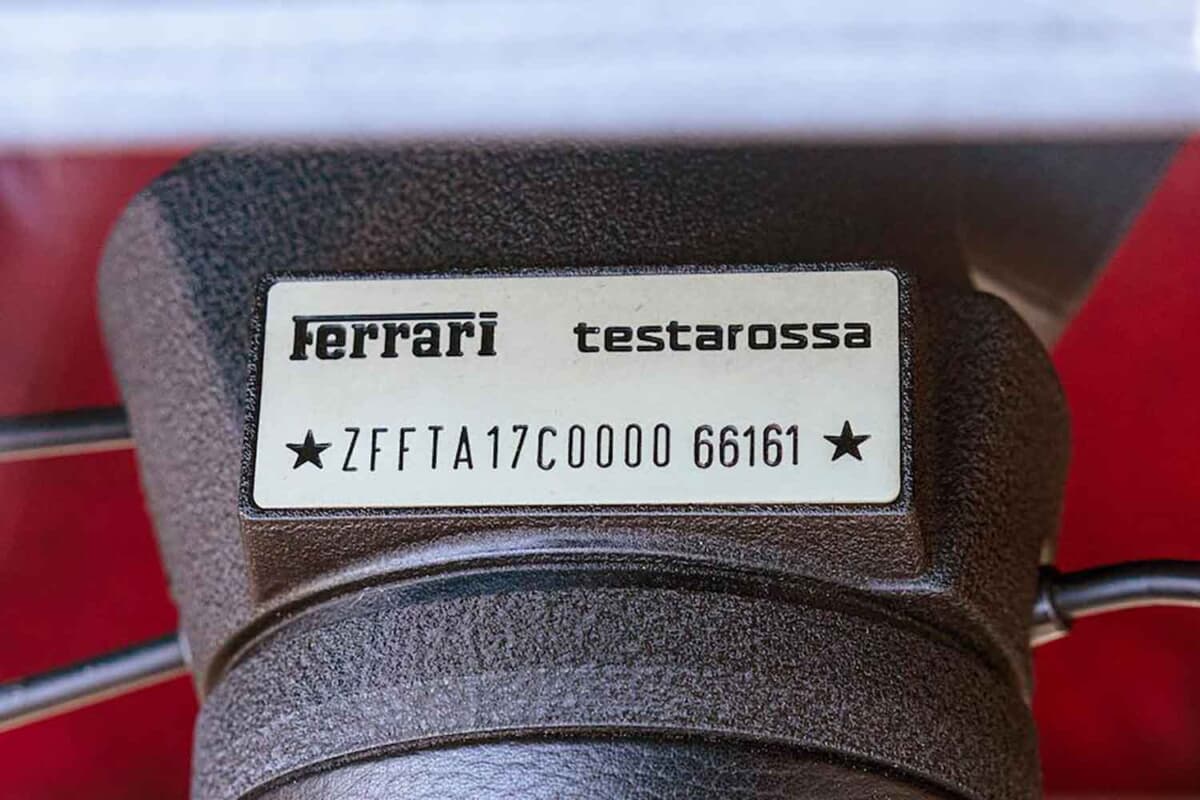 Ferrari testarossa
★ZFFTA17C0000 66161★